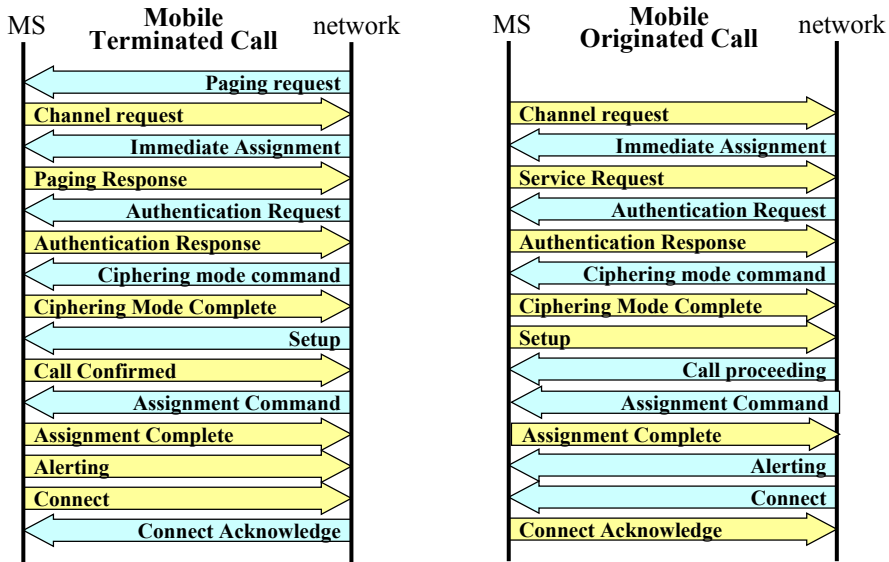 MS
Mobile
Terminated Call
network
Paging request
Channel request
Immediate Assignment
Paging Response
Authentication Request
Authentication Response
Ciphering mode command
Ciphering Mode Complete
Setup
Call Confirmed
Assignment Command
Assignment Complete
Alerting
Connect
Connect Acknowledge
MS
Mobile
Originated Call
network
Channel request
Immediate Assignment
Service Request
Authentication Request
Authentication Response
Ciphering mode command
Ciphering Mode Complete
Setup
Call proceeding
Assignment Command
Assignment Complete
Alerting
Connect
Connect Acknowledge